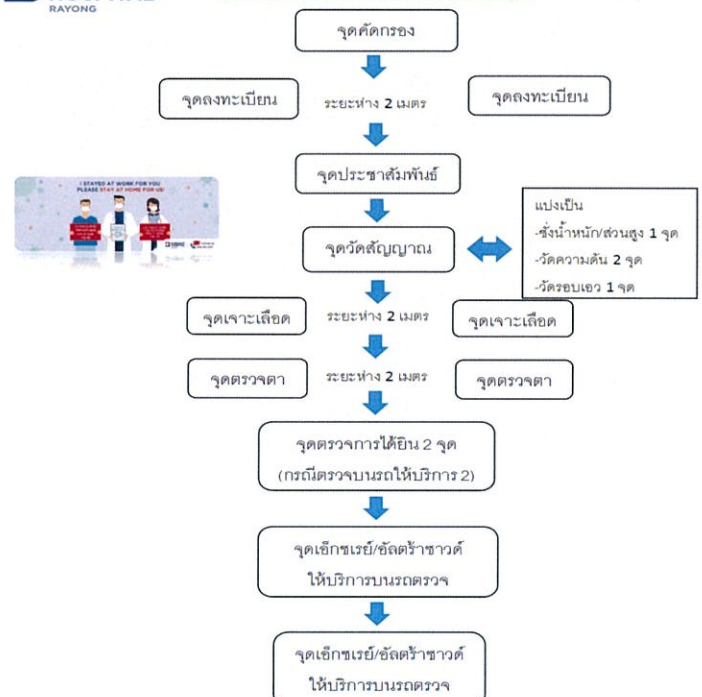 RAYONG
จุดคัดกรอง
จุดลงทะเบียน
ระยะห่าง 2 เมตร
จุดลงทะเบียน
จุดประชาสัมพันธ์
I STAYED AT WORK FOR YOU
PLEASE STAY AT HOME FOR US!
จุดวัดสัญญาณ
แบ่งเป็น
-ชั่งน้ำหนัก/ส่วนสูง 1 จุด
-วัดความดัน 2 จุด
-วัดรอบเอว 1 จุด
จุดเจาะเลือด
ระยะห่าง 2 เมตร
จุดเจาะเลือด
จุดตรวจตา
ระยะห่าง 2 เมตร
จุดตรวจตา
จุดตรวจการได้ยิน 2 จุด
(กรณีตรวจบนรถให้บริการ 2)
จุดเอ็กซเรย์/อัลตร้าซาวด์
ให้บริการบนรถตรวจ
จุดเอ็กซเรย์/อัลตร้าซาวด์
ให้บริการบนรถตรวจ